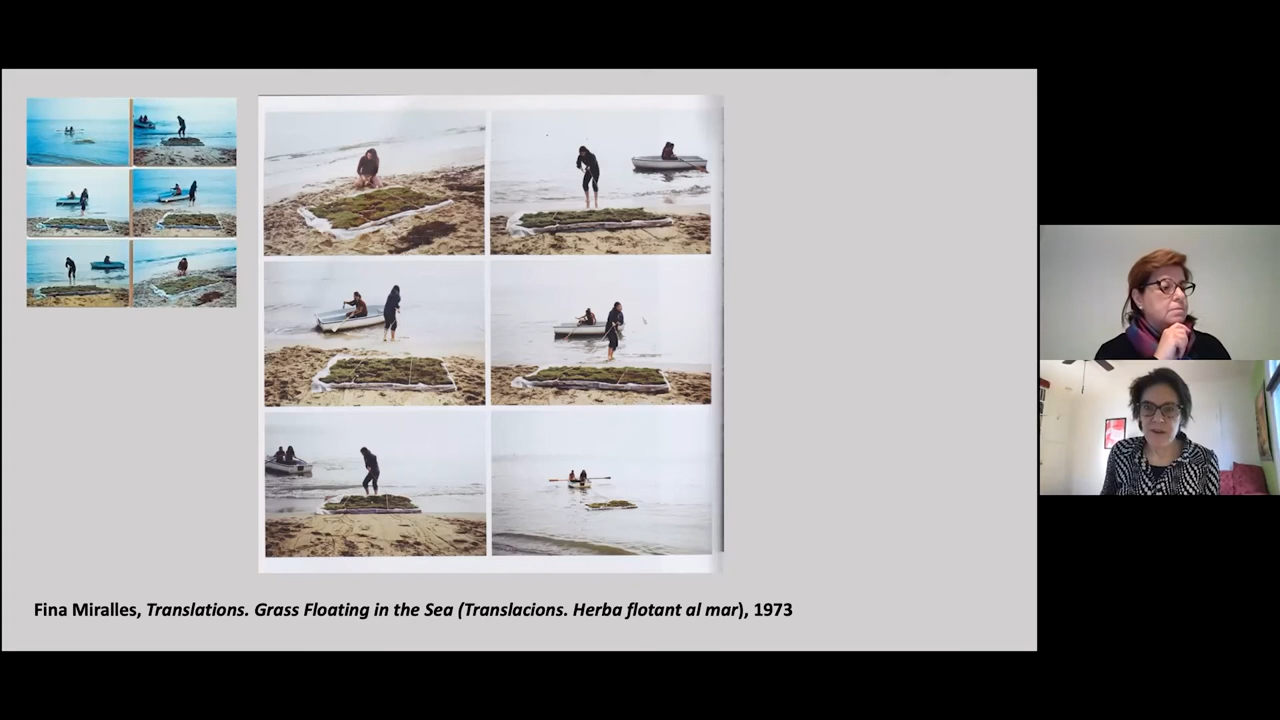 Fina Miralles, Translations. Grass Floating in the Sea (Translacions. Herba flotant al mar), 1973